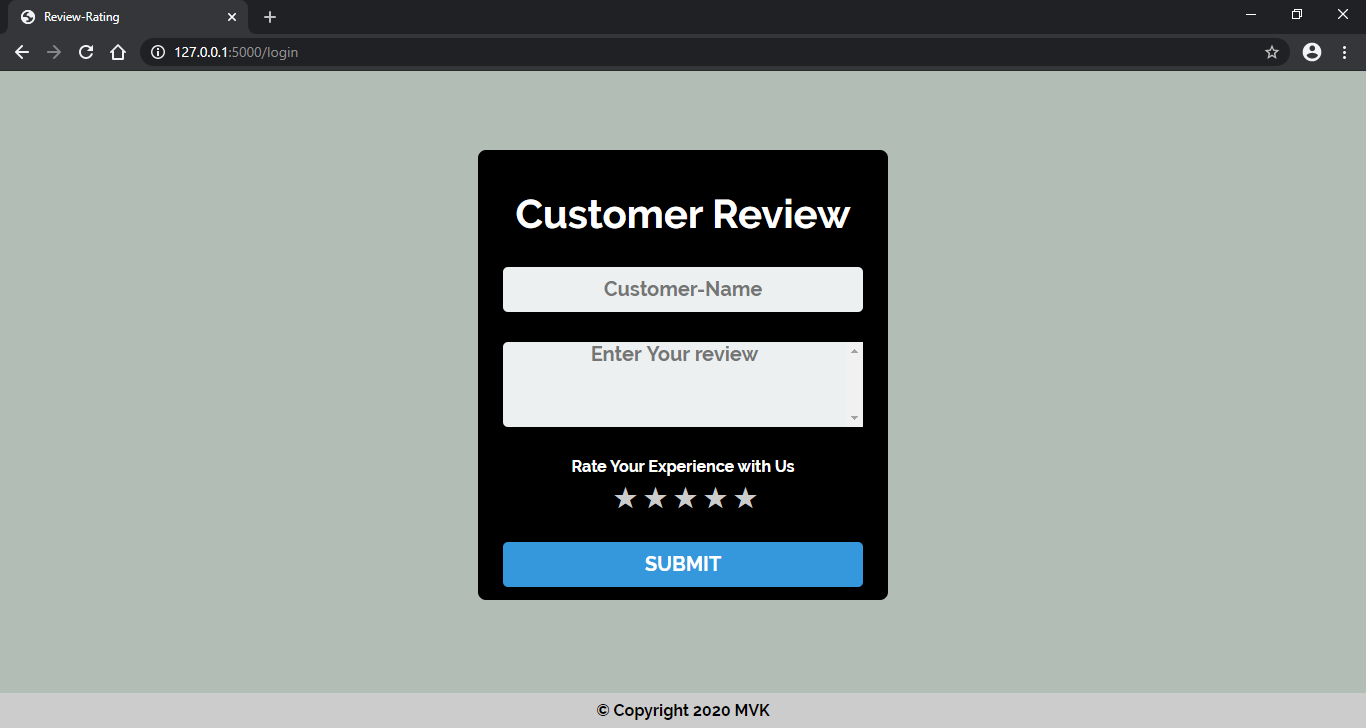 Review-Rating
127.0.0.1:5000/login
Customer Review
Customer-Name
Enter Your review
Rate Your Experience with Us
★ ★ ★ ★ ★
SUBMIT
© Copyright 2020 MVK